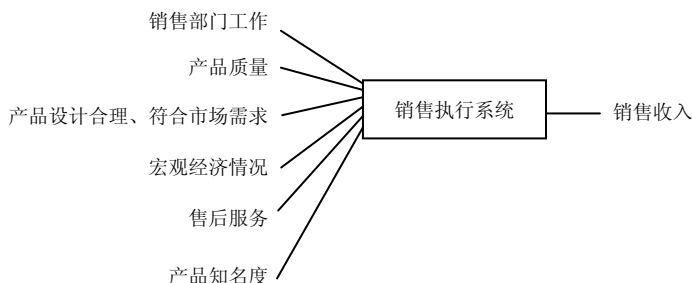 销售部门工作
产品质量
产品设计合理、符合市场需求
宏观经济情况
售后服务
产品知名度
销售执行系统
销售收入